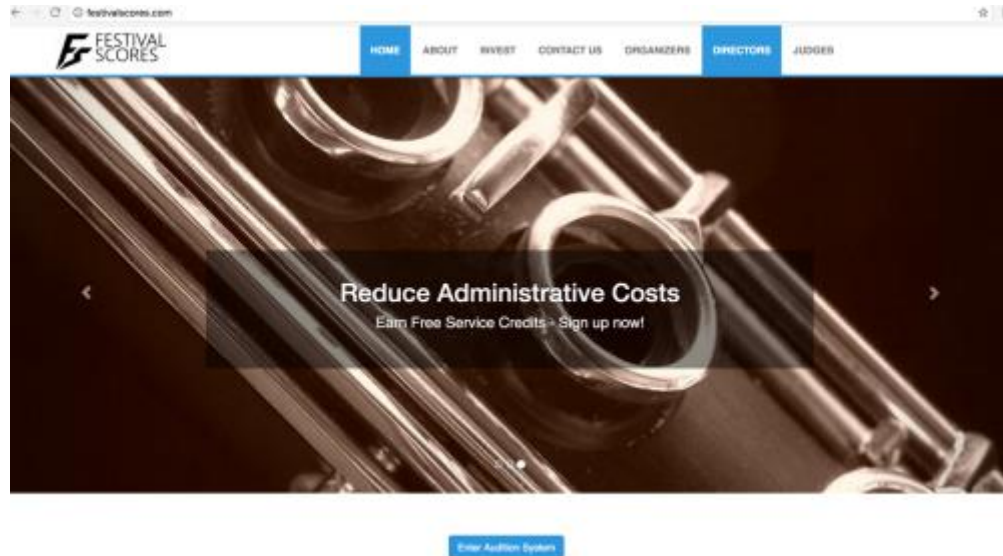 festivalscores.com
FESTIVAL
SCORES
HOME ABOUT INVEST CONTACT US ORGANIZERS DIRECTORS JUDGES
Reduce Administrative Costs
Earn Free Service Credits - Sign up now!
Enter Audition System